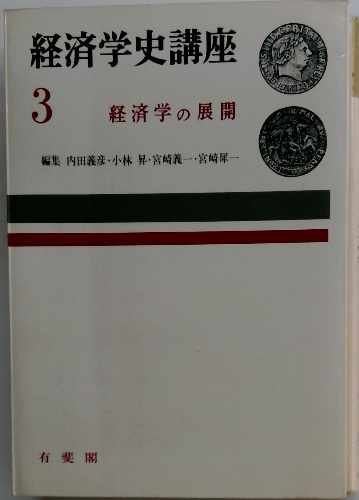 経済学史講座
3 経済学の展開
編集 内田義彦・小林 昇・宮崎義一・宮崎犀一
有斐閣